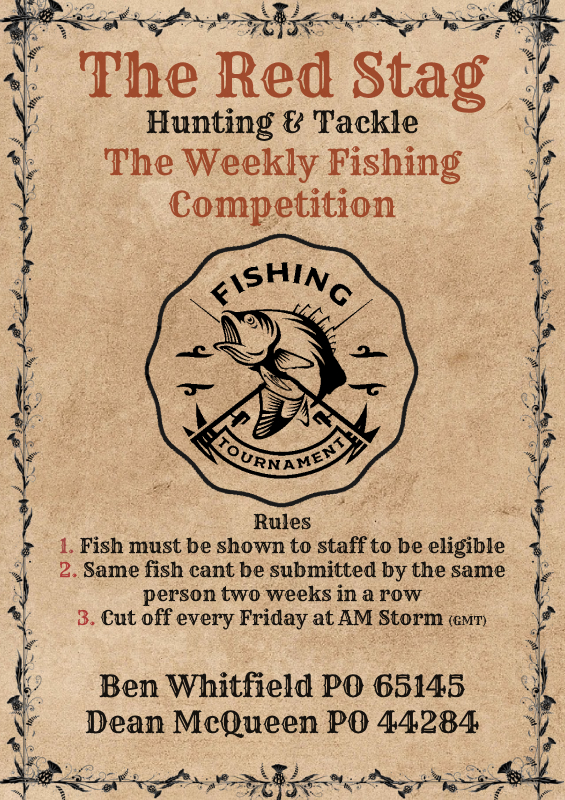 The Red Stag
Hunting & Tackle
The Weekly Fishing
Competition
FISHING
TOURNAMENT
Rules
1. Fish must be shown to staff to be eligible
2. Same fish cant be submitted by the same
person two weeks in a row
3. Cut off every Friday at AM Storm (GMT)
Ben Whitfield PO 65145
Dean McQueen PO 44284